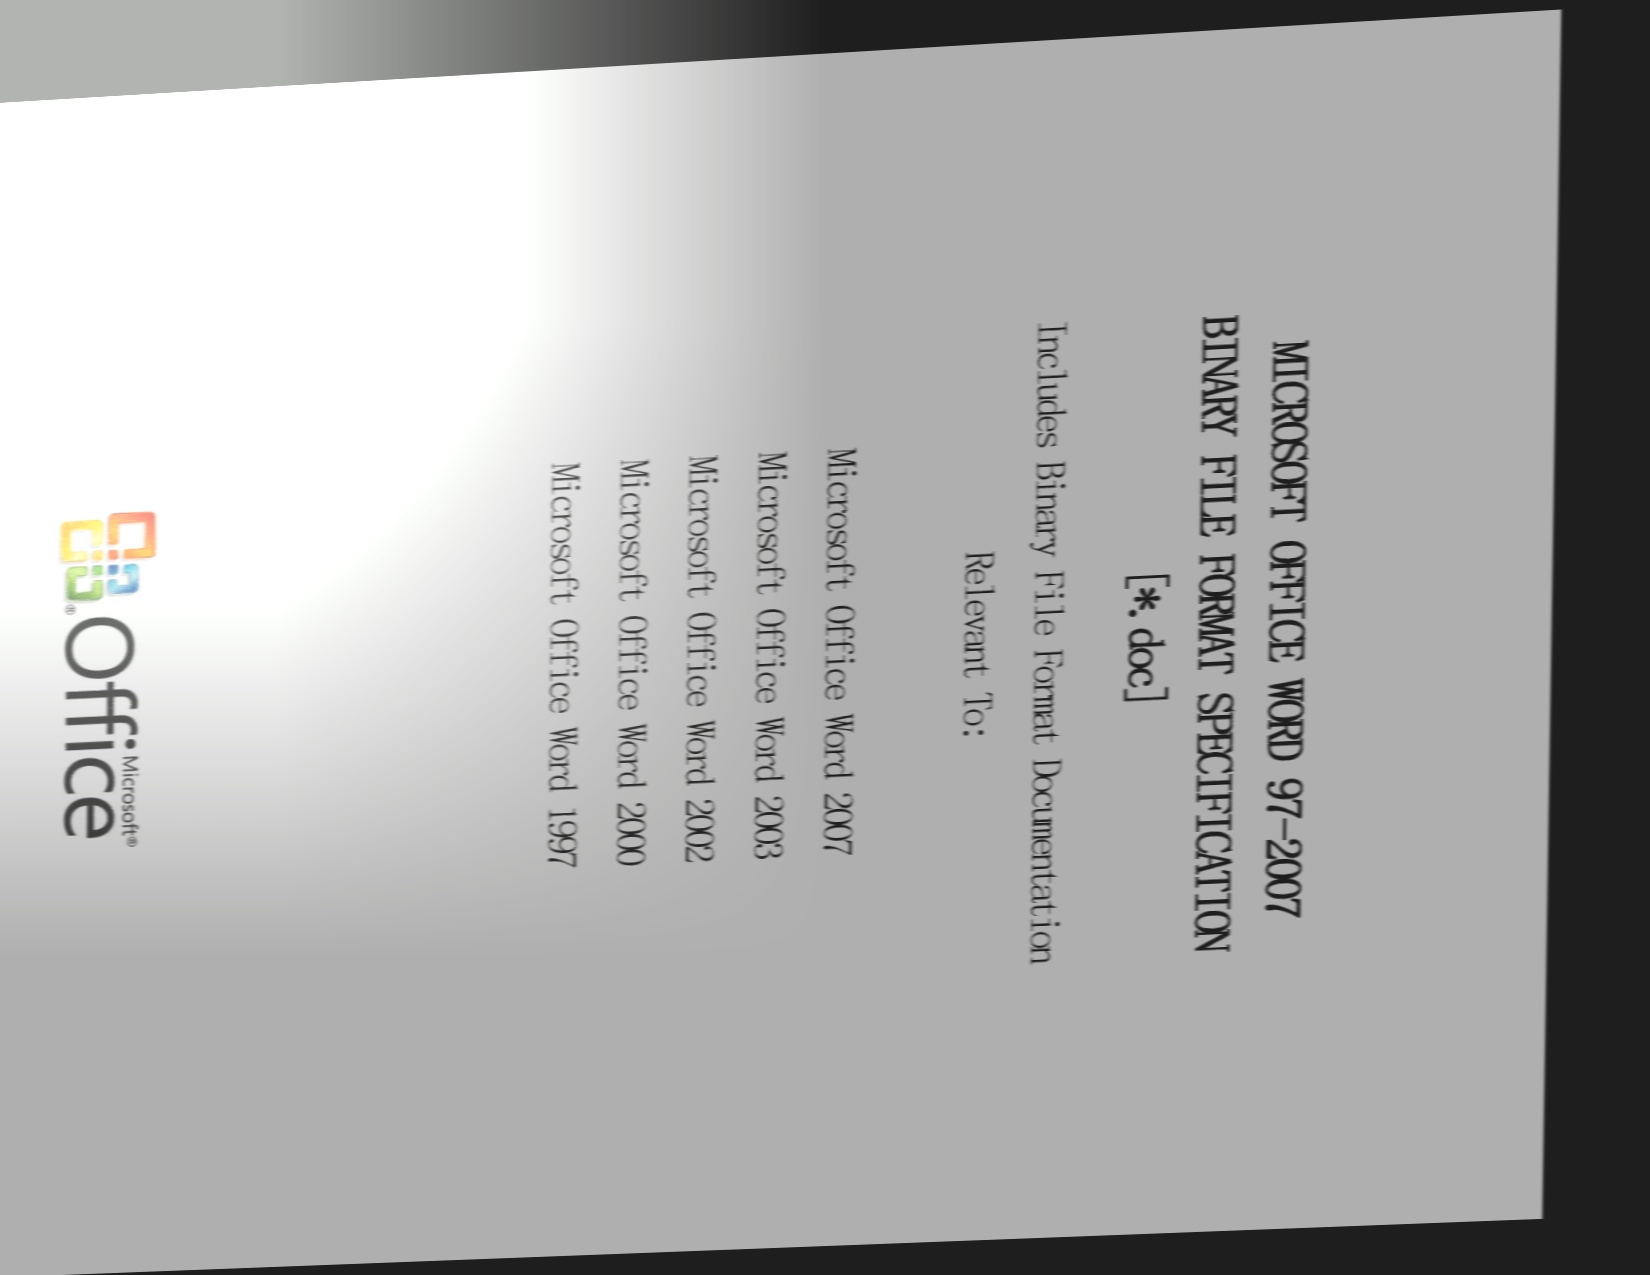 MICROSOFT OFFICE WORD 97-2007
BINARY FILE FORMAT SPECIFICATION
[*.doc]
Includes Binary File Format Documentation
Relevant To:
Microsoft Office Word 2007
Microsoft Office Word 2003
Microsoft Office Word 2002
Microsoft Office Word 2000
Microsoft Office Word 1997
Microsoft®
®Office